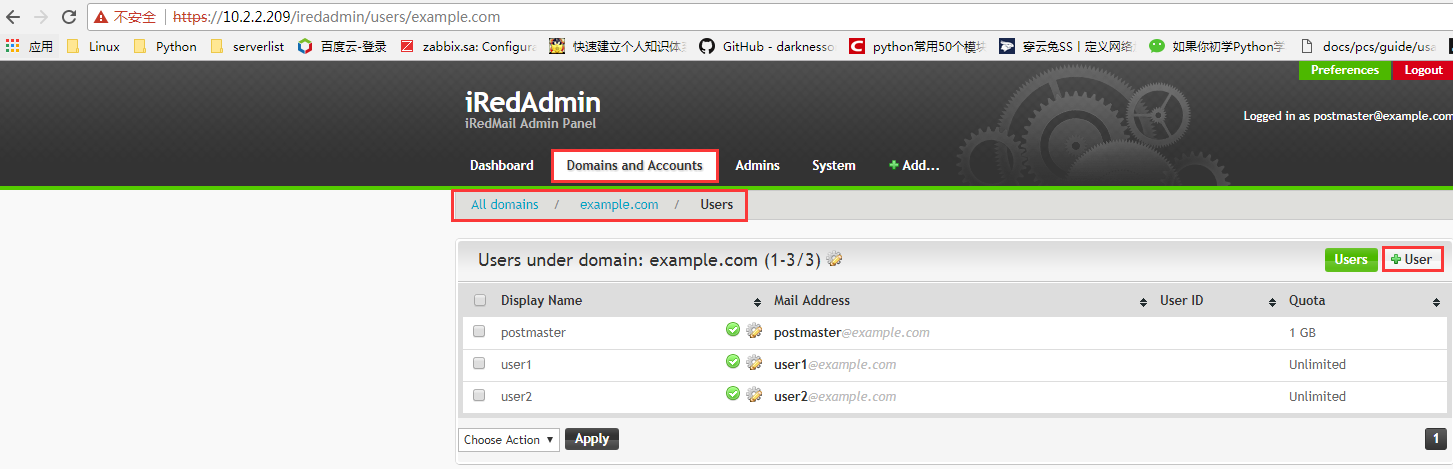 不安全 https://10.2.2.209/iredadmin/users/example.com
应用 Linux Python serverlist 百度云-登录 zabbix.sa: Configura 快速建立个人知识体系 GitHub - darknesso python常用50个模块 穿云兔SS丨定义网络 如果你初学Python学 docs/pcs/guide/usa
Preferences Logout
iRedAdmin
iRedMail Admin Panel
Logged in as postmaster@example.com
Dashboard Domains and Accounts Admins System Add...
All domains / example.com / Users
Users under domain: example.com (1-3/3) Users User
Display Name Mail Address User ID Quota
postmaster postmaster@example.com 1 GB
user1 user1@example.com Unlimited
user2 user2@example.com Unlimited
Choose Action Apply 1